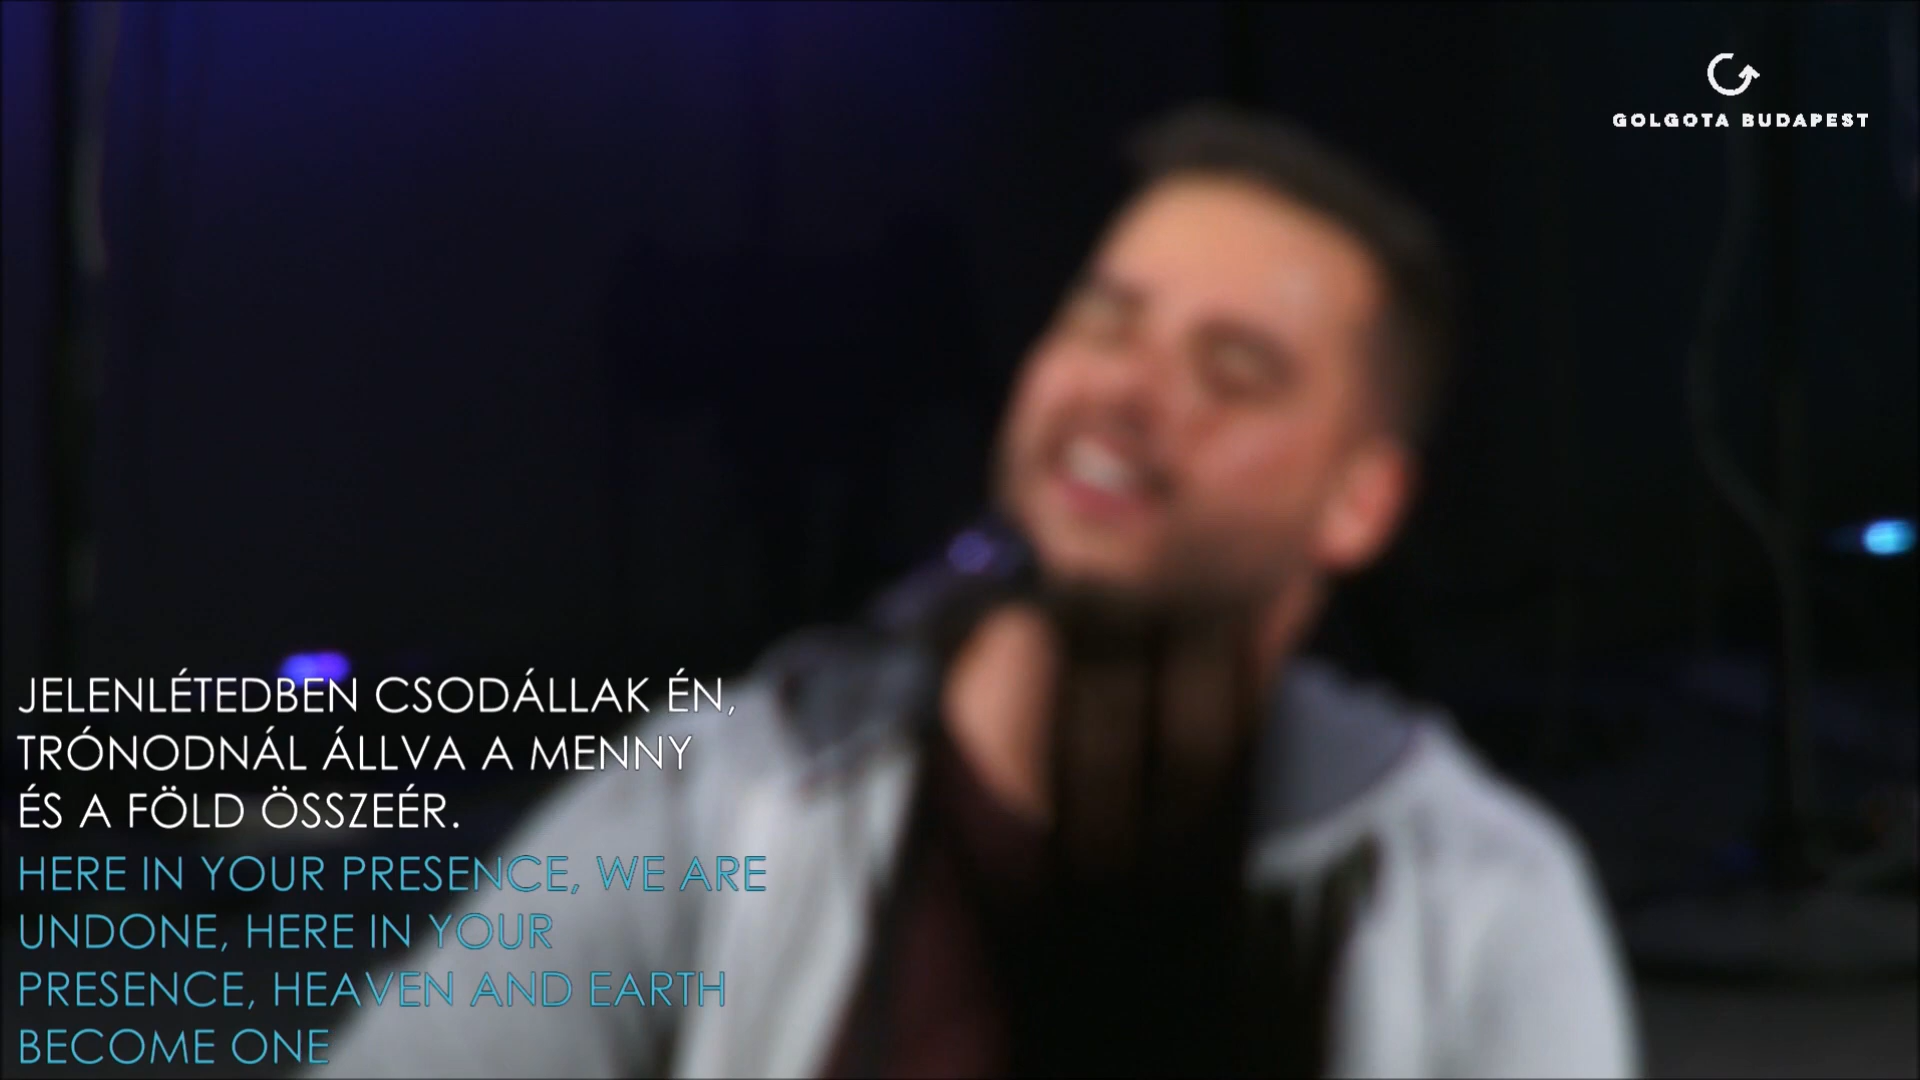 GOLGOTA BUDAPEST
JELENLÉTEDBEN CSODÁLLAK ÉN,
TRÓNODNÁL ÁLLVA A MENNY
ÉS A FÖLD ÖSSZEÉR.
HERE IN YOUR PRESENCE, WE ARE
UNDONE, HERE IN YOUR
PRESENCE, HEAVEN AND EARTH
BECOME ONE